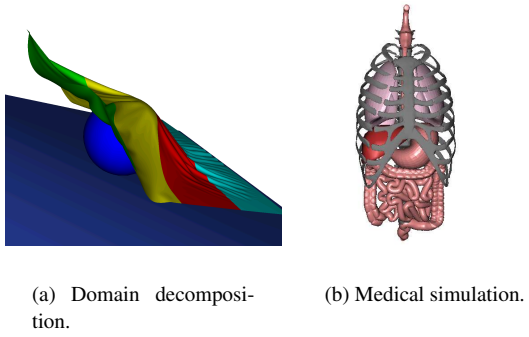 (a) Domain decomposi-
tion.
(b) Medical simulation.